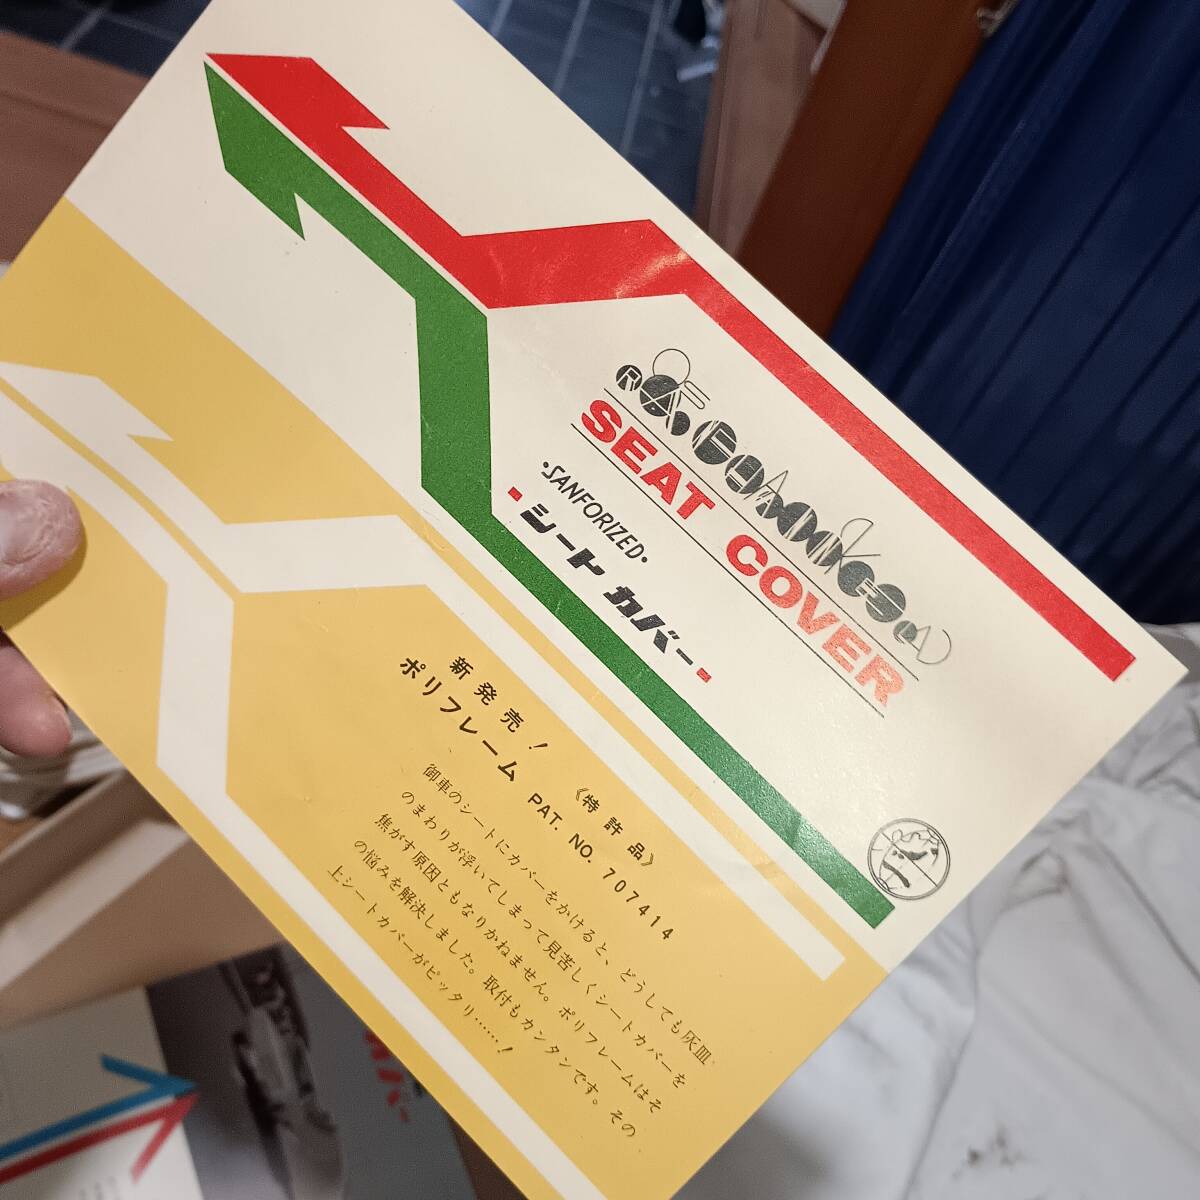 SEAT COVER
・SANFORIZED・
・シート カバー・
新発売！
ポリフレーム PAT. NO. 707414
《特許品》
御車のシートにカバーをかけると、どうしても灰皿
のまわりが浮いてしまって見苦しくシートカバーを
焦がす原因ともなりかねません。ポリフレームはそ
の悩みを解決しました。取付もカンタンです。その
上シートカバーがピッタリ……！
バー